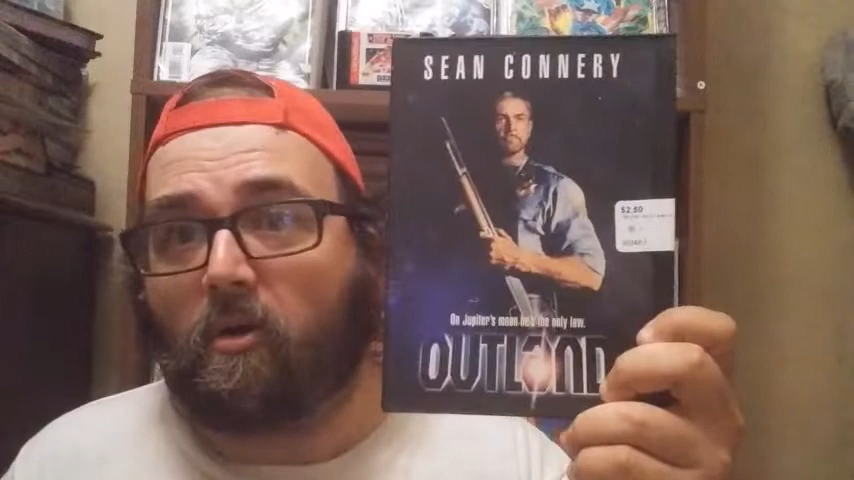 SEAN CONNERY
$2.50
On Jupiter's moon he's the only law.
OUTLAND